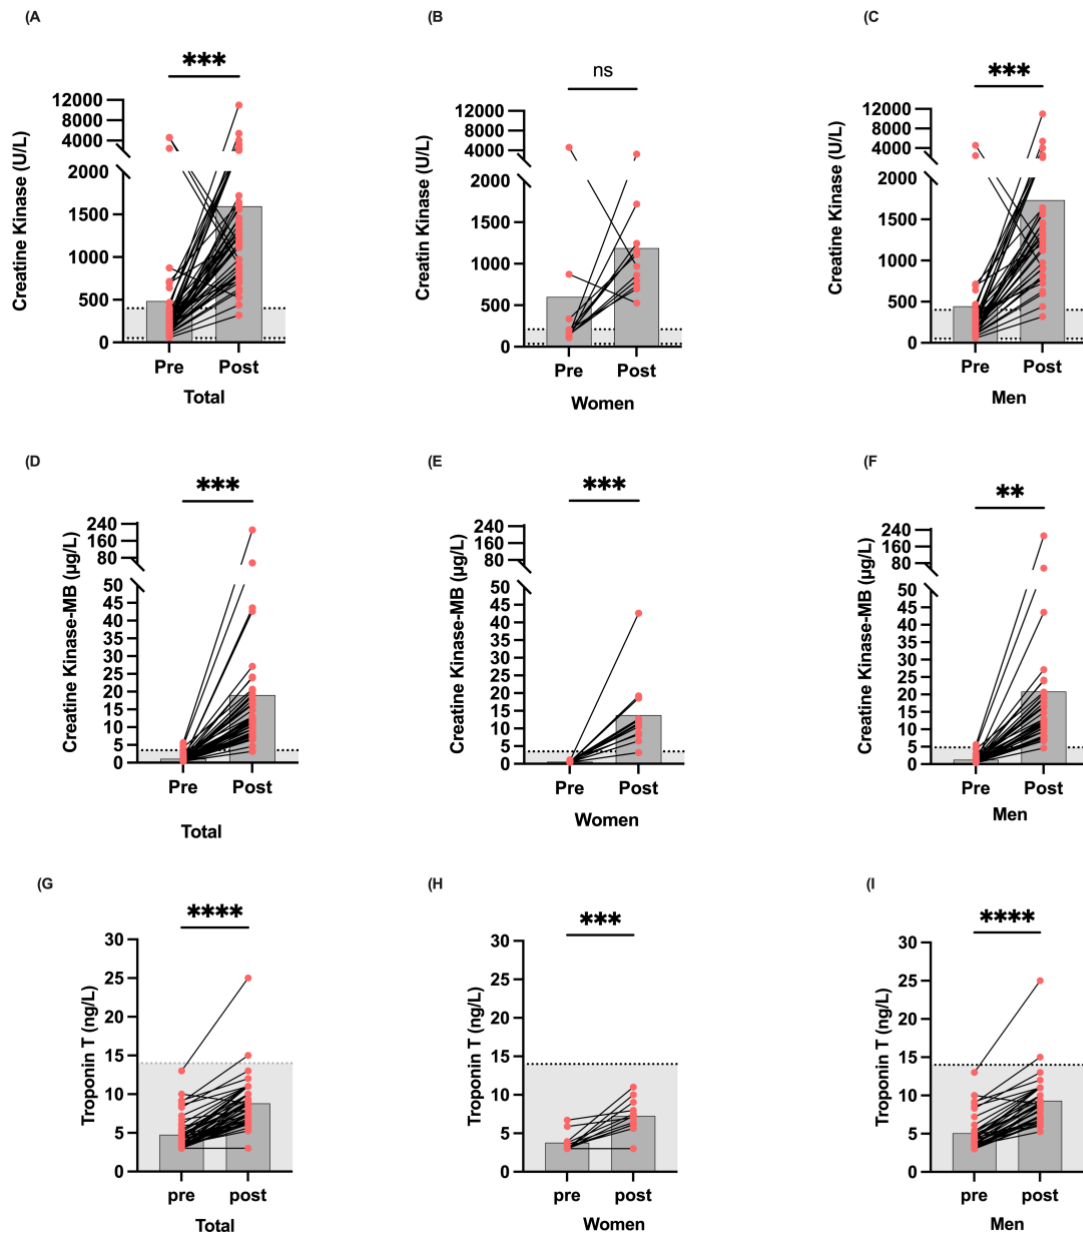 (A
(B
(C
***
ns
***
Creatine Kinase (U/L)
12000
8000
4000
2000
1500
1000
500
0
Pre Post
Total
Creatin Kinase (U/L)
12000
8000
4000
2000
1500
1000
500
0
Pre Post
Women
Creatine Kinase (U/L)
12000
8000
4000
2000
1500
1000
500
0
Pre Post
Men
(D
(E
(F
***
***
**
Creatine Kinase-MB (µg/L)
240
160
80
50
45
40
35
30
25
20
15
10
5
0
Pre Post
Total
Creatine Kinase-MB (µg/L)
240
160
80
50
45
40
35
30
25
20
15
10
5
0
Pre Post
Women
Creatine Kinase-MB (µg/L)
240
160
80
50
45
40
35
30
25
20
15
10
5
0
Pre Post
Men
(G
(H
(I
****
***
****
Troponin T (ng/L)
30
25
20
15
10
5
0
pre post
Total
Troponin T (ng/L)
30
25
20
15
10
5
0
pre post
Women
Troponin T (ng/L)
30
25
20
15
10
5
0
pre post
Men